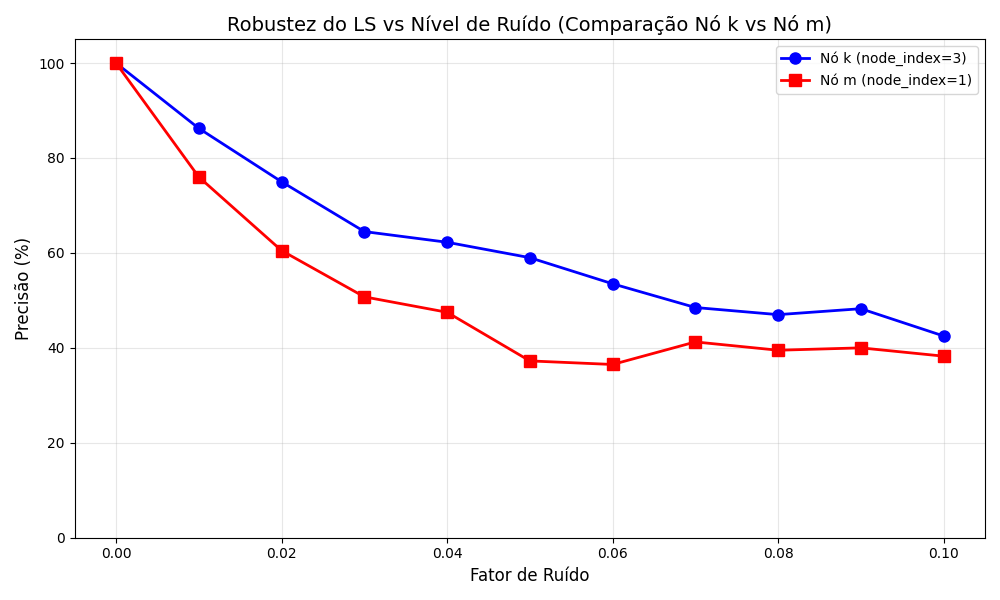 Robustez do LS vs Nível de Ruído (Comparação Nó k vs Nó m)
Nó k (node_index=3)
Nó m (node_index=1)
Precisão (%)
100
80
60
40
20
0
0.00
0.02
0.04
0.06
0.08
0.10
Fator de Ruído